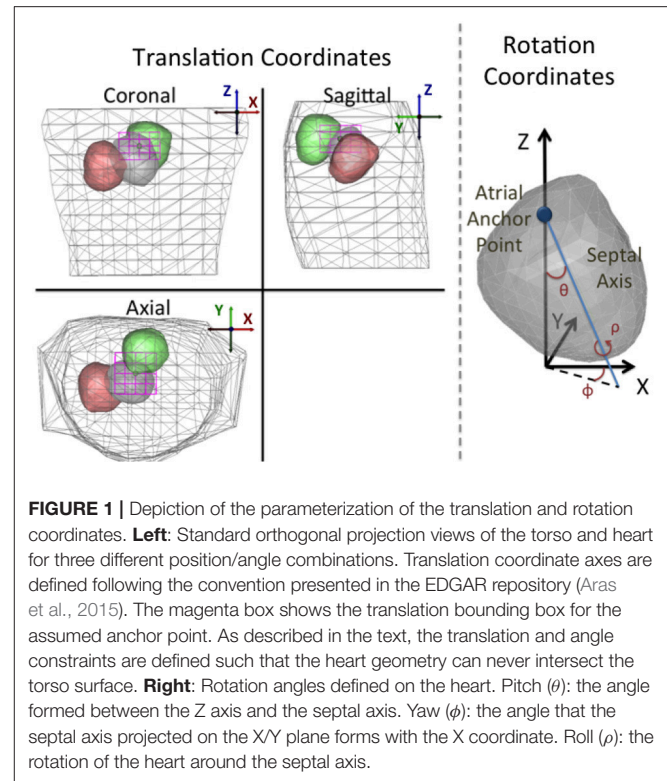 Translation Coordinates
Coronal
Z
X
Sagittal
Z
Y
Axial
Y
X
Rotation
Coordinates
Z
Atrial
Anchor
Point
Septal
Axis
θ
Y
ρ
X
ϕ
FIGURE 1 | Depiction of the parameterization of the translation and rotation
coordinates. Left: Standard orthogonal projection views of the torso and heart
for three different position/angle combinations. Translation coordinate axes are
defined following the convention presented in the EDGAR repository (Aras
et al., 2015). The magenta box shows the translation bounding box for the
assumed anchor point. As described in the text, the translation and angle
constraints are defined such that the heart geometry can never intersect the
torso surface. Right: Rotation angles defined on the heart. Pitch (θ): the angle
formed between the Z axis and the septal axis. Yaw (ϕ): the angle that the
septal axis projected on the X/Y plane forms with the X coordinate. Roll (ρ): the
rotation of the heart around the septal axis.